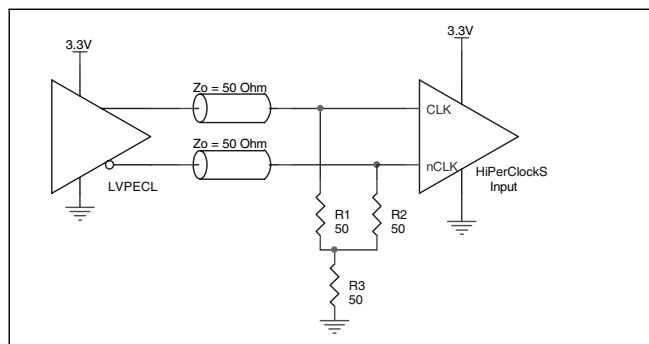 3.3V
3.3V
Zo = 50 Ohm
CLK
Zo = 50 Ohm
nCLK
HiPerClockS
Input
LVPECL
R1
50
R2
50
R3
50